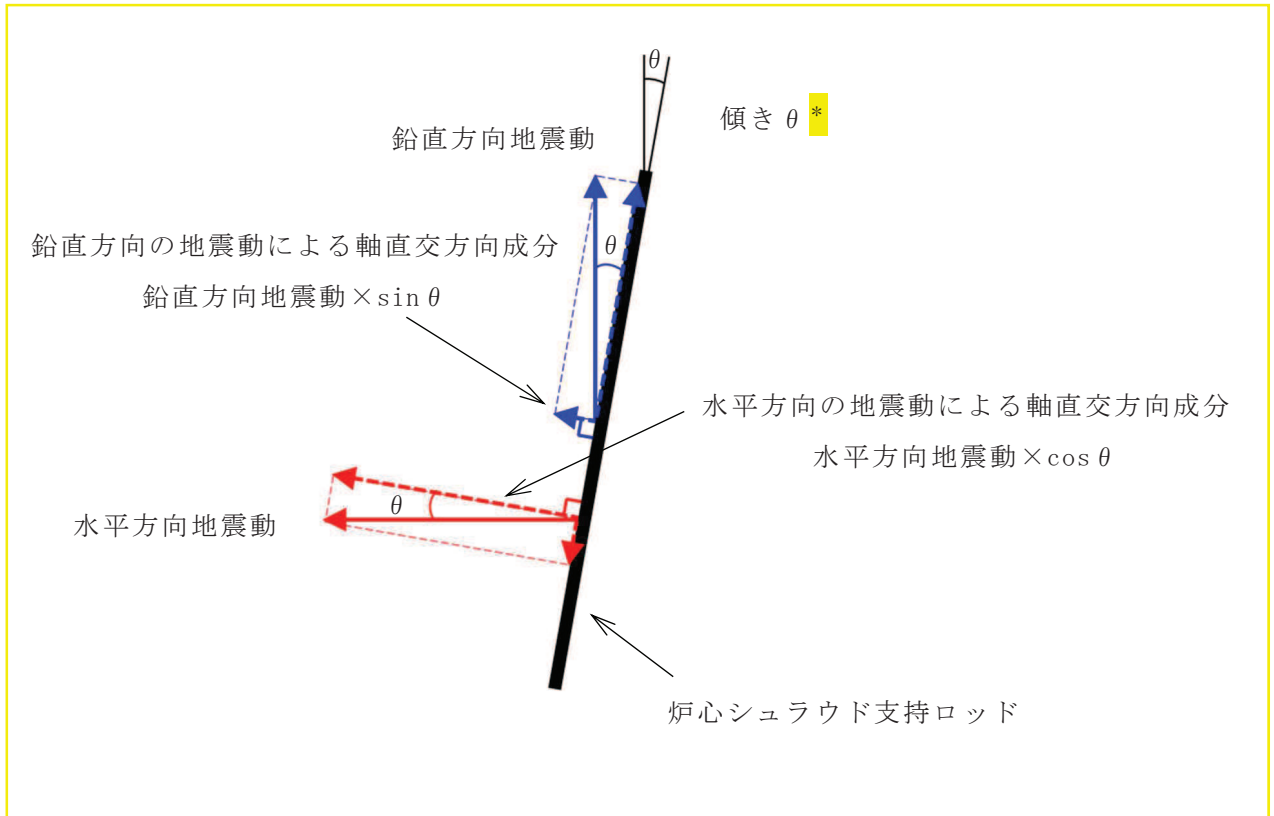 θ
傾き θ *
鉛直方向地震動
鉛直方向の地震動による軸直交方向成分
鉛直方向地震動×sin θ
θ
水平方向の地震動による軸直交方向成分
水平方向地震動×cos θ
θ
水平方向地震動
炉心シュラウド支持ロッド